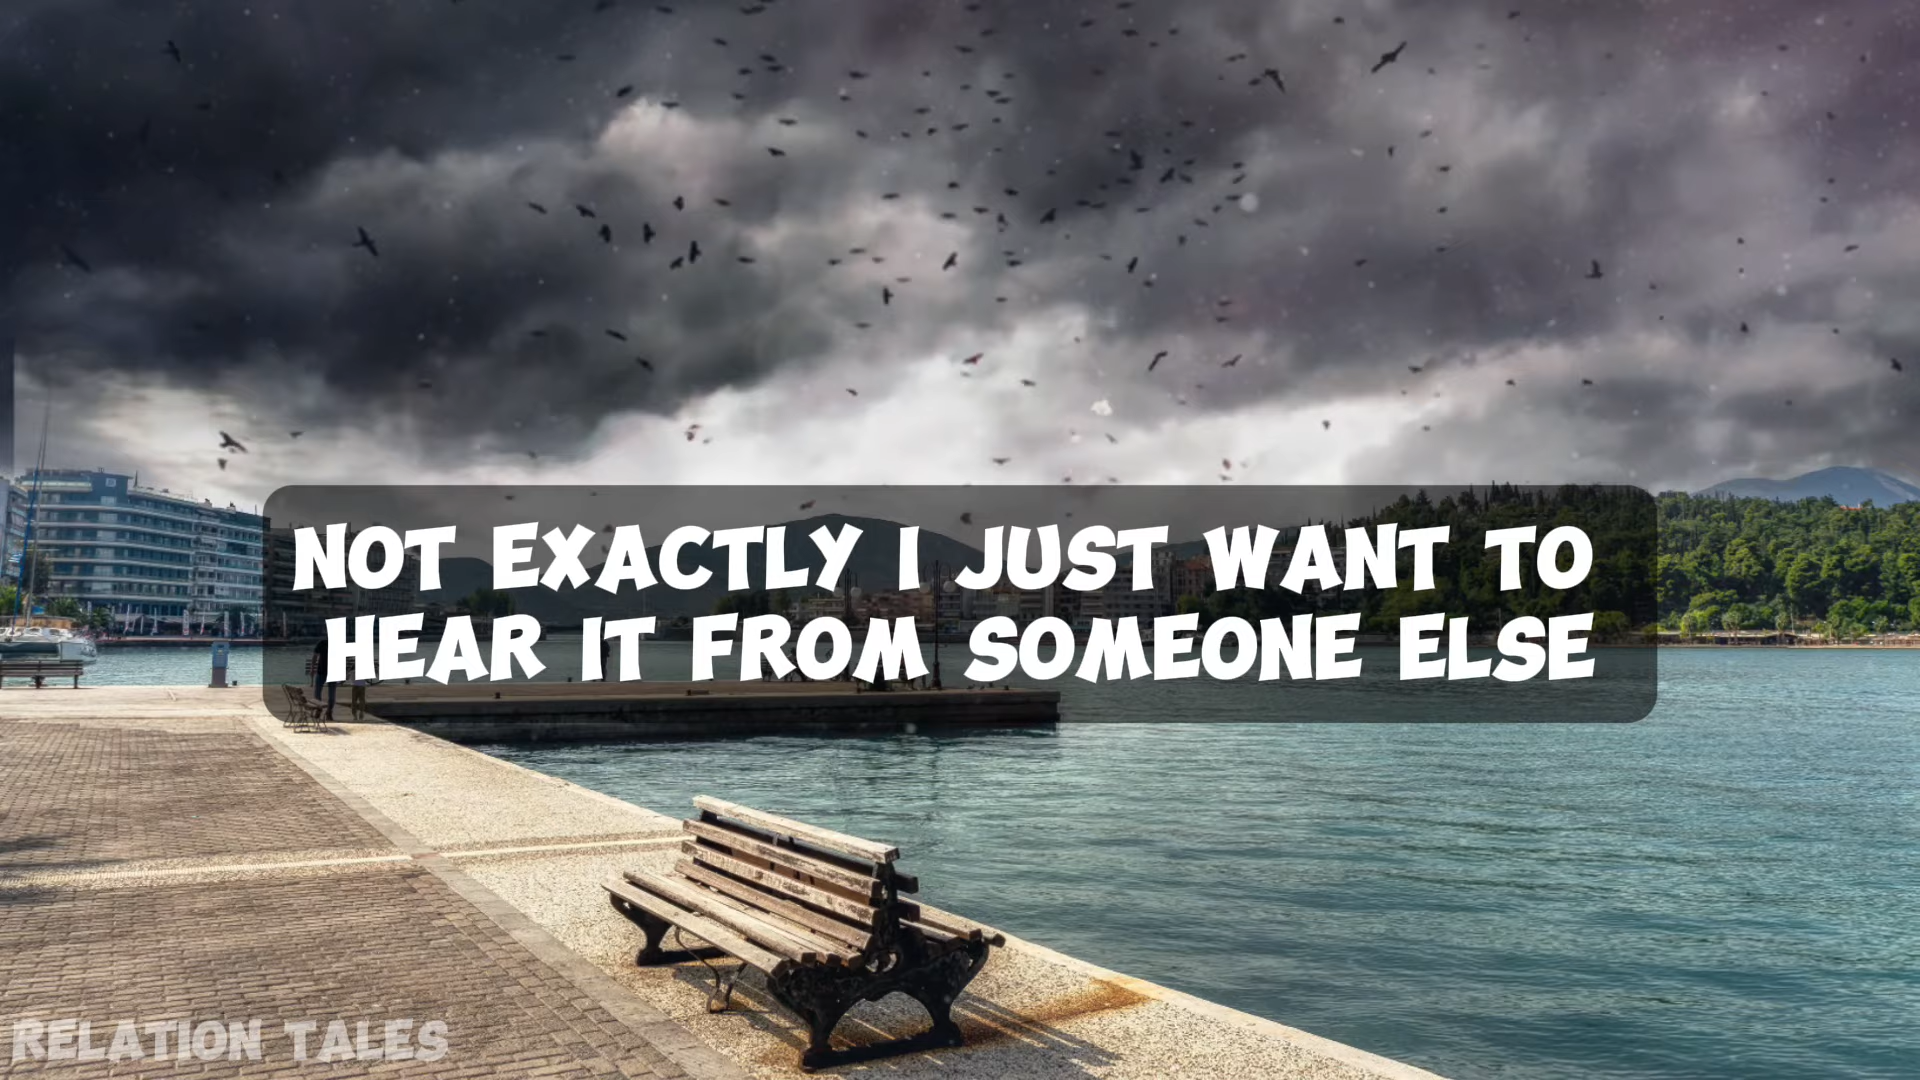 NOT EXACTLY I JUST WANT TO
HEAR IT FROM SOMEONE ELSE
RELATION TALES